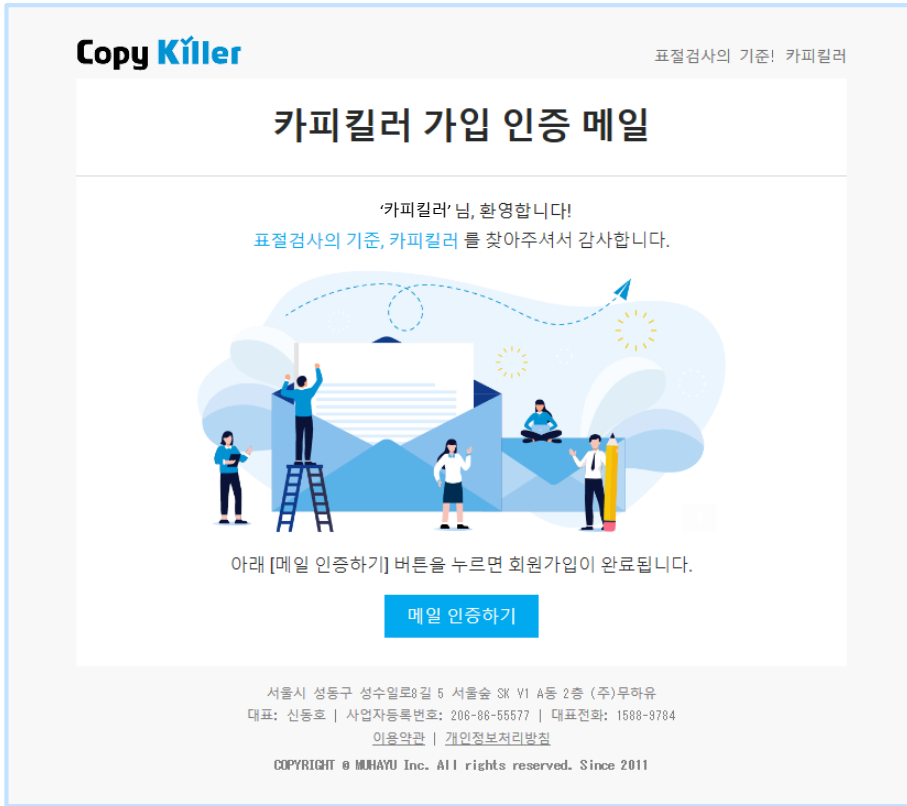 Copy Killer
표절검사의 기준! 카피킬러
카피킬러 가입 인증 메일
‘카피킬러’ 님, 환영합니다!
표절검사의 기준, 카피킬러 를 찾아주셔서 감사합니다.
아래 [메일 인증하기] 버튼을 누르면 회원가입이 완료됩니다.
메일 인증하기
서울시 성동구 성수일로8길 5 서울숲 SK V1 A동 2층 (주)무하유
대표: 신동호 | 사업자등록번호: 206-86-55577 | 대표전화: 1588-9784
이용약관 | 개인정보처리방침
COPYRIGHT © MUHAYU Inc. All rights reserved. Since 2011